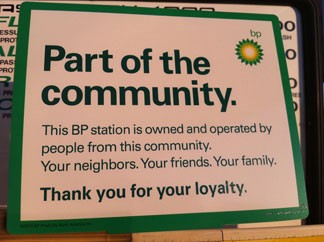 bp
Part of the
community.
This BP station is owned and operated by
people from this community.
Your neighbors. Your friends. Your family.
Thank you for your loyalty.